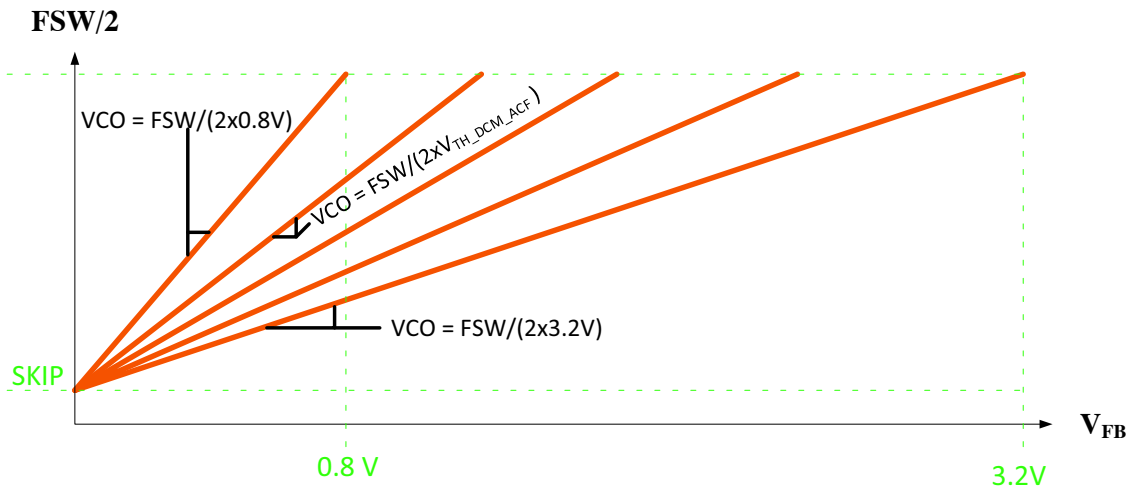 FSW/2
VCO = FSW/(2x0.8V)
VCO = FSW/(2xVTH_DCM_ACF)
VCO = FSW/(2x3.2V)
SKIP
VFB
0.8 V
3.2V